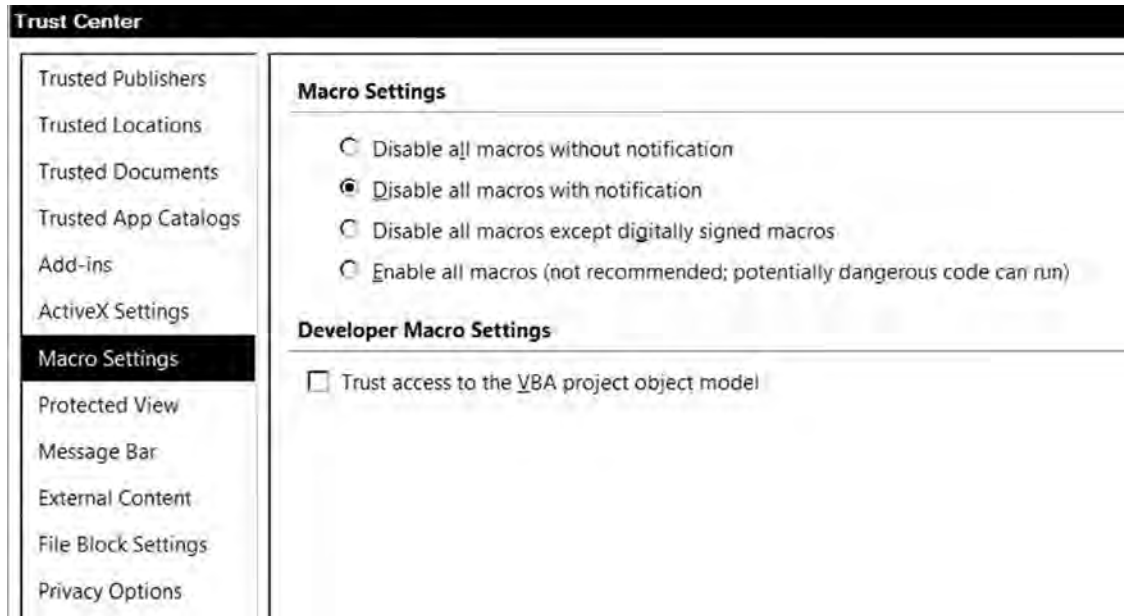 Trust Center
Trusted Publishers
Trusted Locations
Trusted Documents
Trusted App Catalogs
Add-ins
ActiveX Settings
Macro Settings
Protected View
Message Bar
External Content
File Block Settings
Privacy Options
Macro Settings
Disable all macros without notification
Disable all macros with notification
Disable all macros except digitally signed macros
Enable all macros (not recommended; potentially dangerous code can run)
Developer Macro Settings
Trust access to the VBA project object model